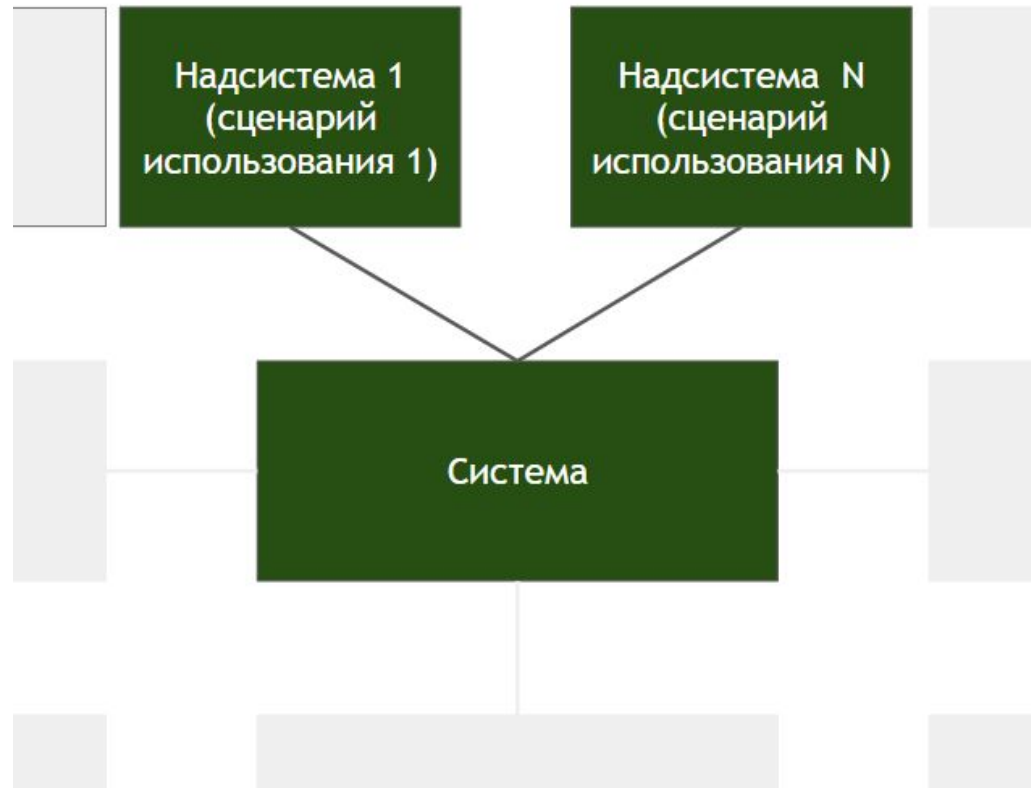 Надсистема 1
(сценарий
использования 1)
Надсистема N
(сценарий
использования N)
Система